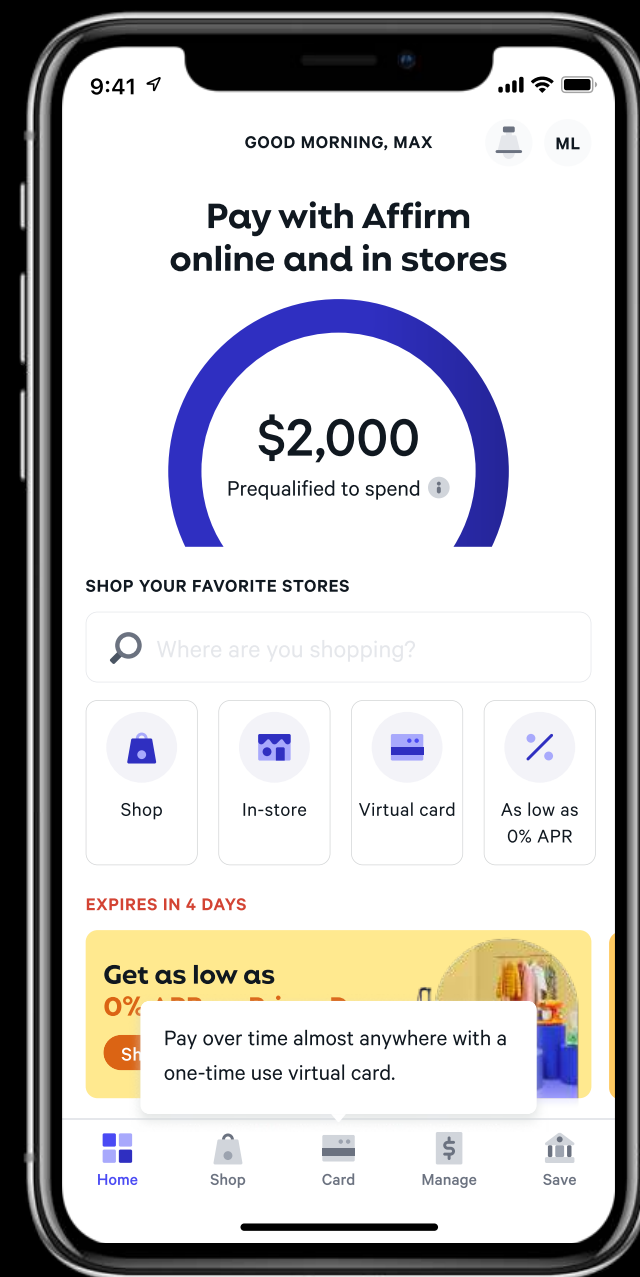 9:41
GOOD MORNING, MAX
ML
Pay with Affirm
online and in stores
$2,000
Prequalified to spend
SHOP YOUR FAVORITE STORES
Where are you shopping?
Shop
In-store
Virtual card
As low as
0% APR
EXPIRES IN 4 DAYS
Get as low as
0%
Pay over time almost anywhere with a
one-time use virtual card.
Home
Shop
Card
Manage
Save